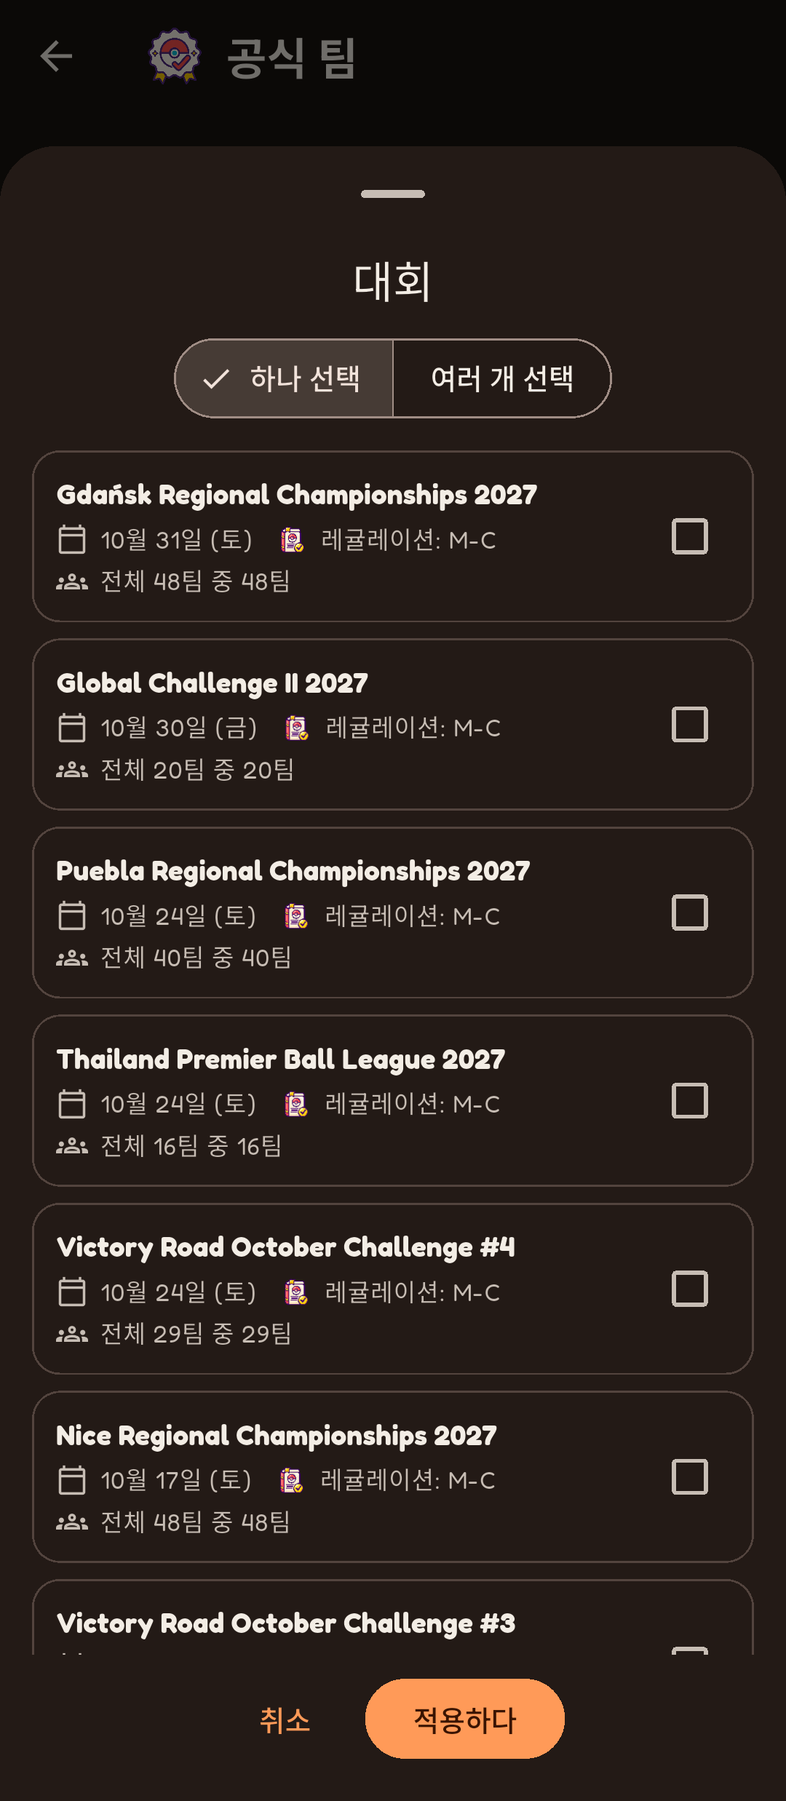 공식 팀
대회
하나 선택
여러 개 선택
Gdańsk Regional Championships 2027
10월 31일 (토) 레귤레이션: M-C
전체 48팀 중 48팀
Global Challenge II 2027
10월 30일 (금) 레귤레이션: M-C
전체 20팀 중 20팀
Puebla Regional Championships 2027
10월 24일 (토) 레귤레이션: M-C
전체 40팀 중 40팀
Thailand Premier Ball League 2027
10월 24일 (토) 레귤레이션: M-C
전체 16팀 중 16팀
Victory Road October Challenge #4
10월 24일 (토) 레귤레이션: M-C
전체 29팀 중 29팀
Nice Regional Championships 2027
10월 17일 (토) 레귤레이션: M-C
전체 48팀 중 48팀
Victory Road October Challenge #3
취소
적용하다